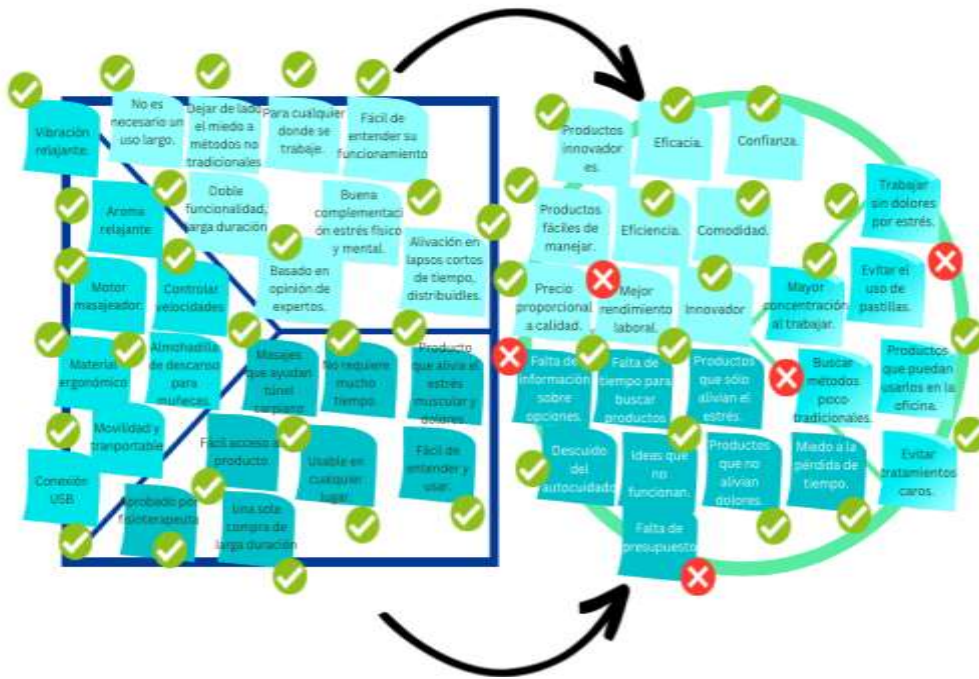 Vibración
relajante.
No es
necesario un
uso largo.
Dejar de lado
el miedo a
métodos no
tradicionales
Para cualquier
donde se
trabaje.
Fácil de
entender su
funcionamiento
Aroma
relajante
Doble
funcionalidad,
larga duración
Buena
complementaci
ón estrés físico
y mental.
Alivación en
lapsos cortos
de tiempo,
distribuidles.
Motor
masajeador.
Controlar
velocidades
Basado en
opinión de
expertos.
Material
ergonómico
Almohadilla
de descanso
para
muñecas.
Masajes
que ayudan
túnel
carpiano
No requiere
mucho
tiempo.
Producto
que alivia el
estrés
muscular y
dolores.
Movilidad y
tranportable
Fácil acceso al
producto.
Usable en
cualquier
lugar.
Fácil de
entender y
usar.
Conexión
USB
Aprobado por
fisioterapeuta
Una sola
compra de
larga duración
Productos
innovador
es.
Eficacia.
Confianza.
Trabajar
sin dolores
por estrés.
Productos
fáciles de
manejar.
Eficiencia.
Comodidad.
Evitar el
uso de
pastillas.
Precio
proporcional
a calidad.
Mejor
rendimiento
laboral.
Innovador
Mayor
concentración
al trabajar.
Falta de
información
sobre
opciones.
Falta de
tiempo para
buscar
productos
Productos
que sólo
alivian el
estrés.
Buscar
métodos
poco
tradicionales.
Productos
que puedan
usarlos en la
oficina.
Descuido
del
autocuidado
Ideas que
no
funcionan.
Productos
que no
alivian
dolores.
Miedo a la
pérdida de
tiempo.
Evitar
tratamientos
caros.
Falta de
presupuesto